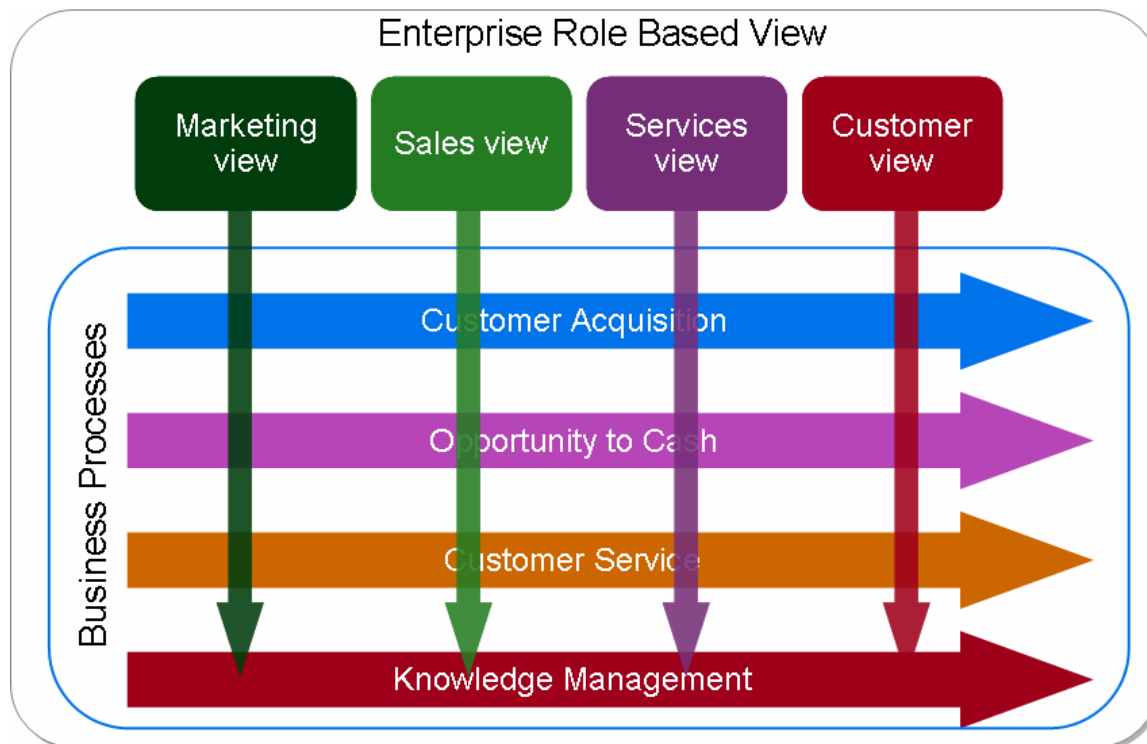 Enterprise Role Based View
Marketing
view
Sales view
Services
view
Customer
view
Business Processes
Customer Acquisition
Opportunity to Cash
Customer Service
Knowledge Management